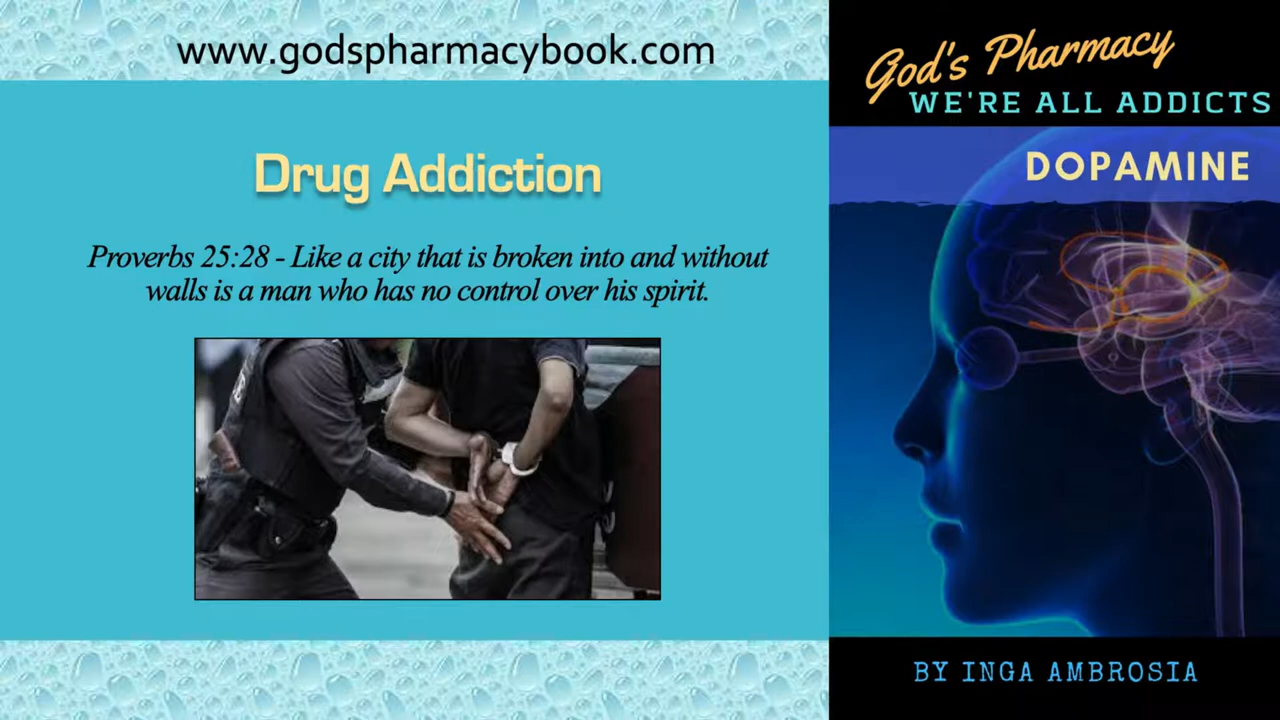 www.godspharmacybook.com
Drug Addiction
Proverbs 25:28 - Like a city that is broken into and without
walls is a man who has no control over his spirit.
God's Pharmacy
WE'RE ALL ADDICTS
DOPAMINE
BY INGA AMBROSIA